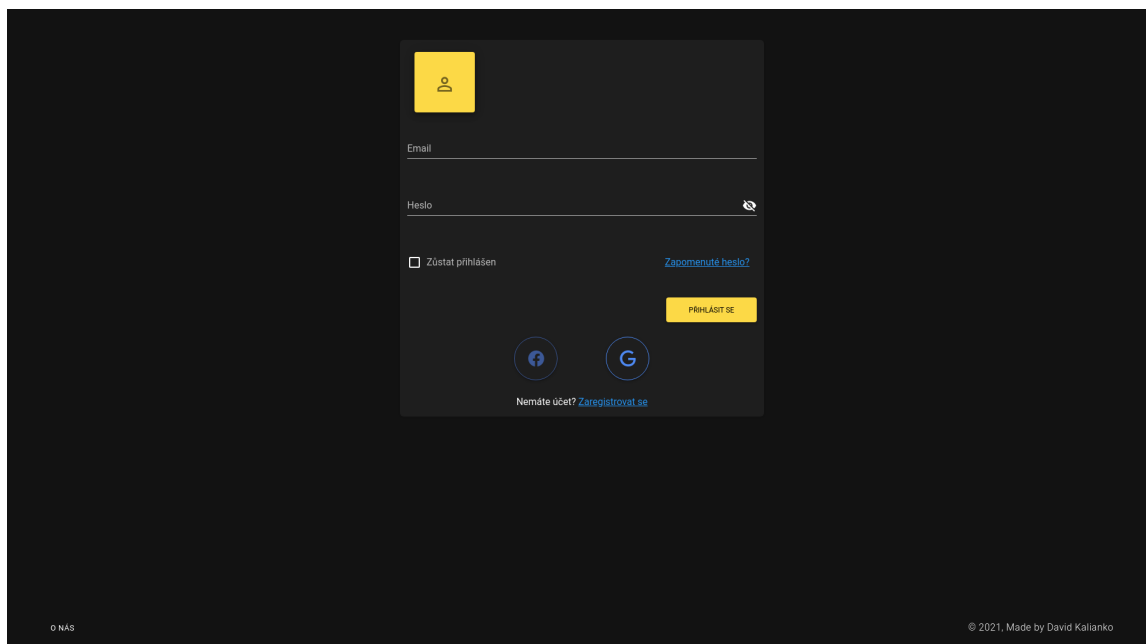 Email
Heslo
Zůstat přihlášen
Zapomenuté heslo?
PŘIHLÁSIT SE
G
Nemáte účet? Zaregistrovat se
O NÁS
© 2021, Made by David Kalianko